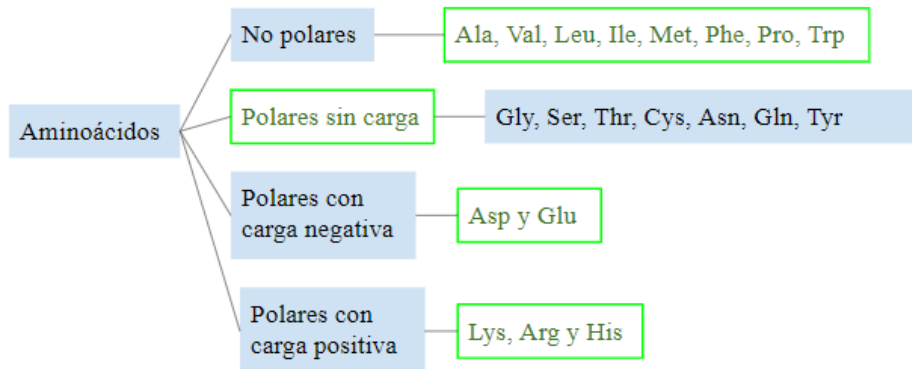 Aminoácidos
No polares
Ala, Val, Leu, Ile, Met, Phe, Pro, Trp
Polares sin carga
Gly, Ser, Thr, Cys, Asn, Gln, Tyr
Polares con
carga negativa
Asp y Glu
Polares con
carga positiva
Lys, Arg y His